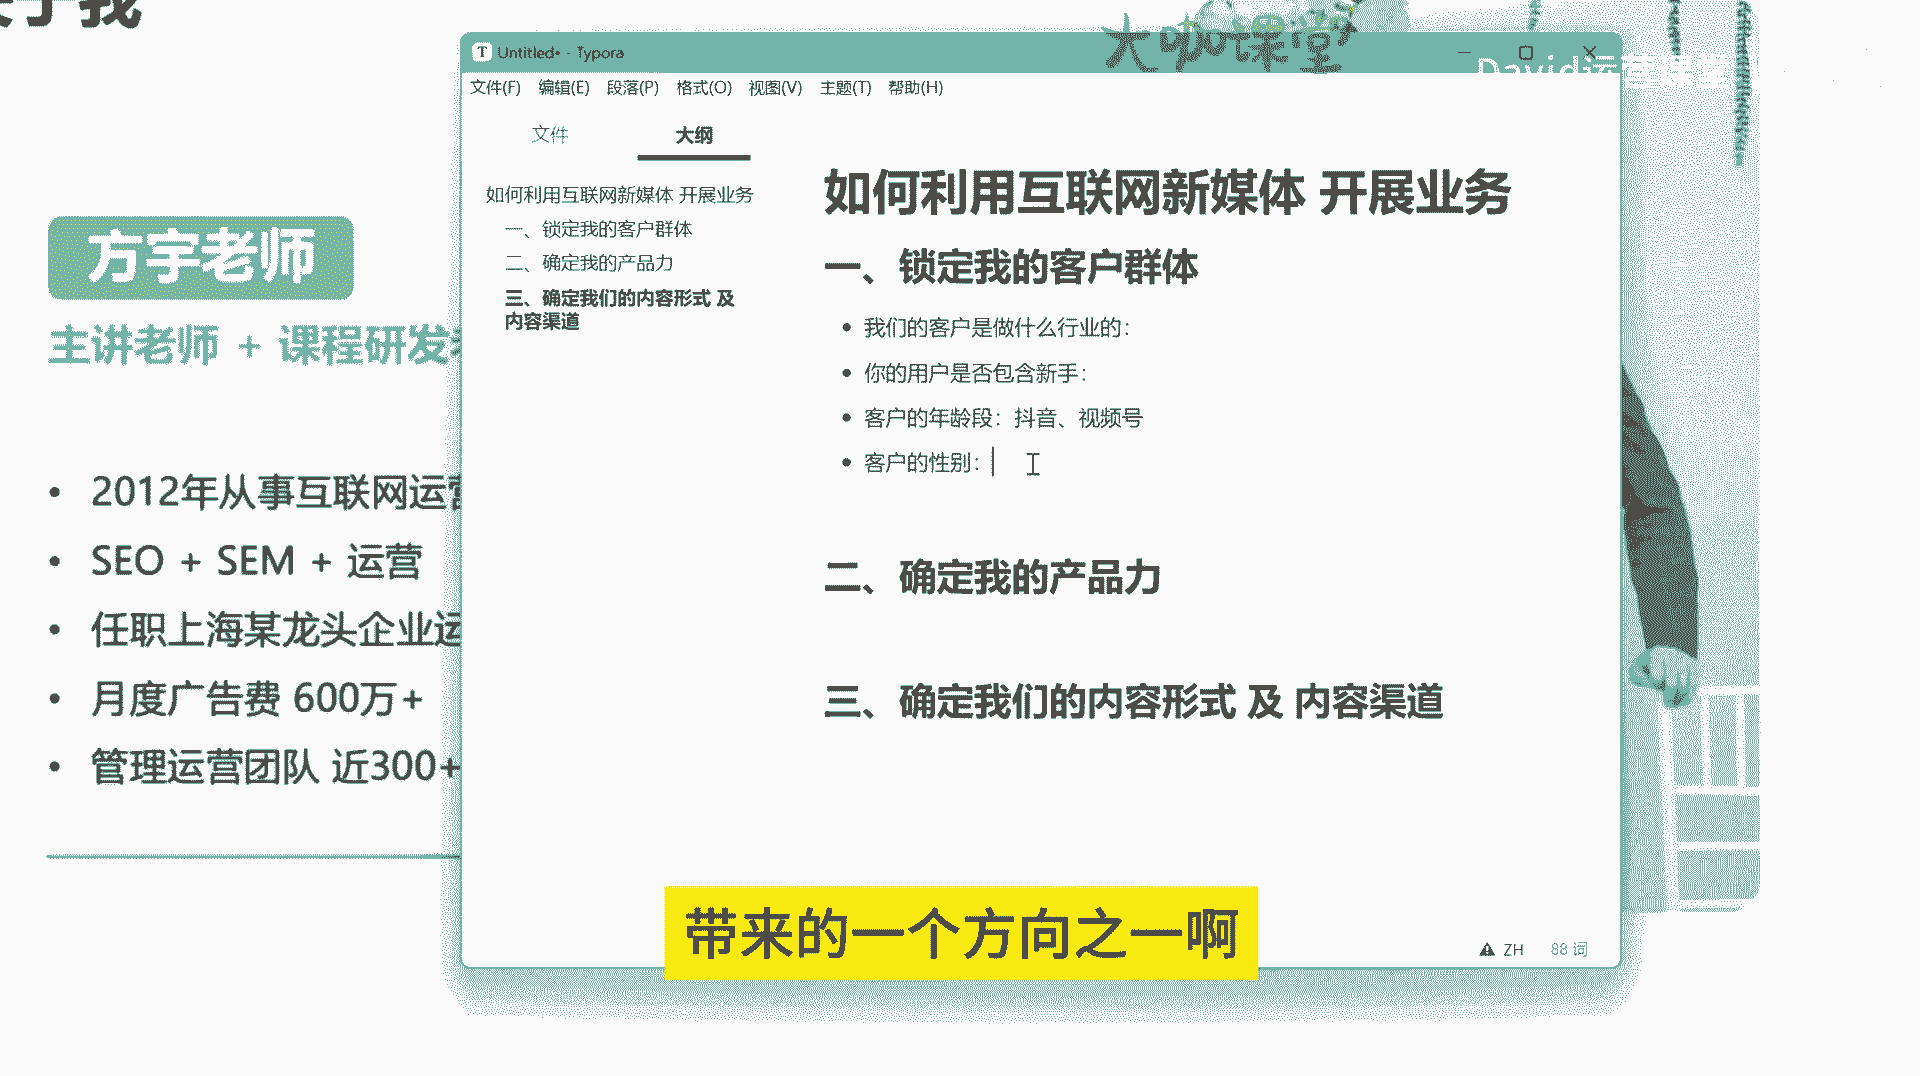 于我
大咖课堂
David运营课堂
Untitled• - Typora
文件(F) 编辑(E) 段落(P) 格式(O) 视图(V) 主题(T) 帮助(H)
文件 大纲
如何利用互联网新媒体 开展业务
一、锁定我的客户群体
二、确定我的产品力
三、确定我们的内容形式 及
内容渠道
如何利用互联网新媒体 开展业务
一、锁定我的客户群体
• 我们的客户是做什么行业的：
• 你的用户是否包含新手：
• 客户的年龄段：抖音、视频号
• 客户的性别：
二、确定我的产品力
三、确定我们的内容形式 及 内容渠道
ZH 88 词
方宇老师
主讲老师 + 课程研发
• 2012年从事互联网运营
• SEO + SEM + 运营
• 任职上海某龙头企业运
• 月度广告费 600万+
• 管理运营团队 近300+
带来的一个方向之一啊